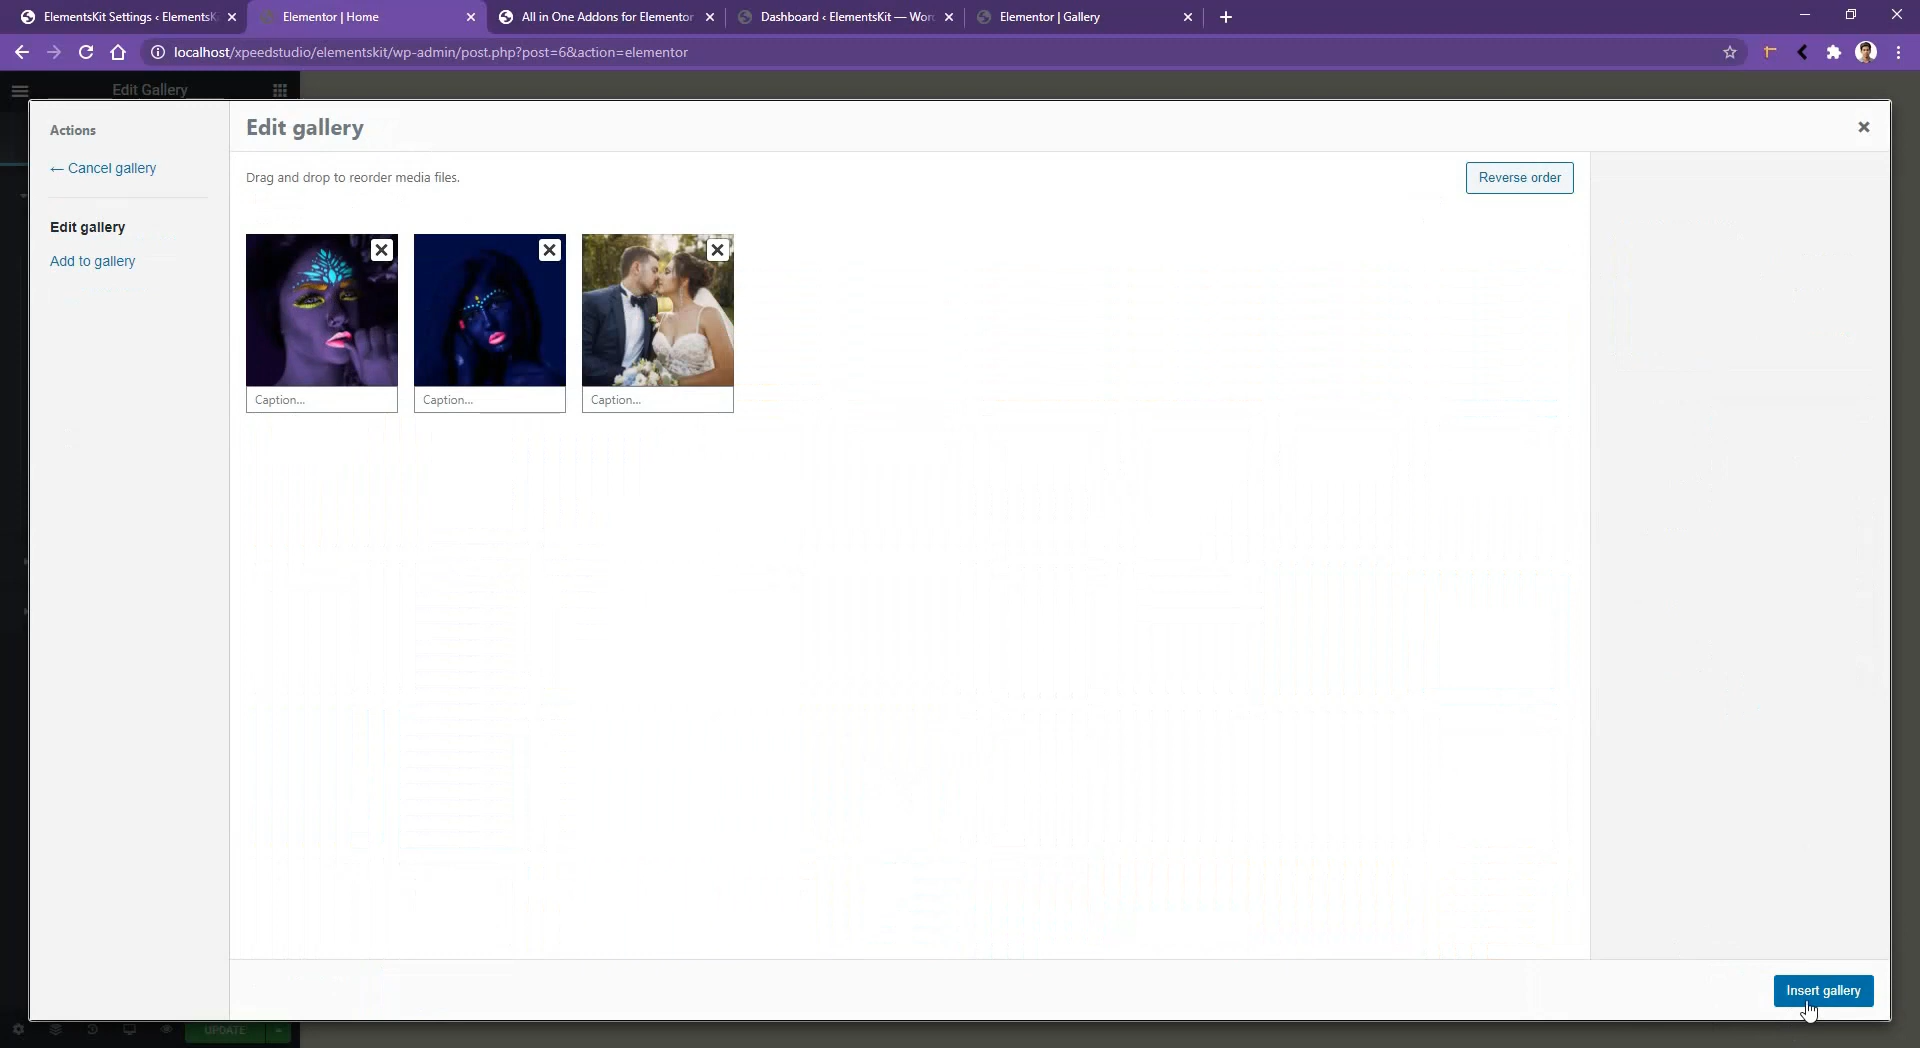 ElementsKit Settings ‹ ElementsK
Elementor | Home
All in One Addons for Elementor
Dashboard ‹ ElementsKit — Wor
Elementor | Gallery
localhost/xpeedstudio/elementskit/wp-admin/post.php?post=6&action=elementor
Edit Gallery
Actions
← Cancel gallery
Edit gallery
Add to gallery
Edit gallery
Drag and drop to reorder media files.
Reverse order
Caption...
Caption...
Caption...
Insert gallery
UPDATE